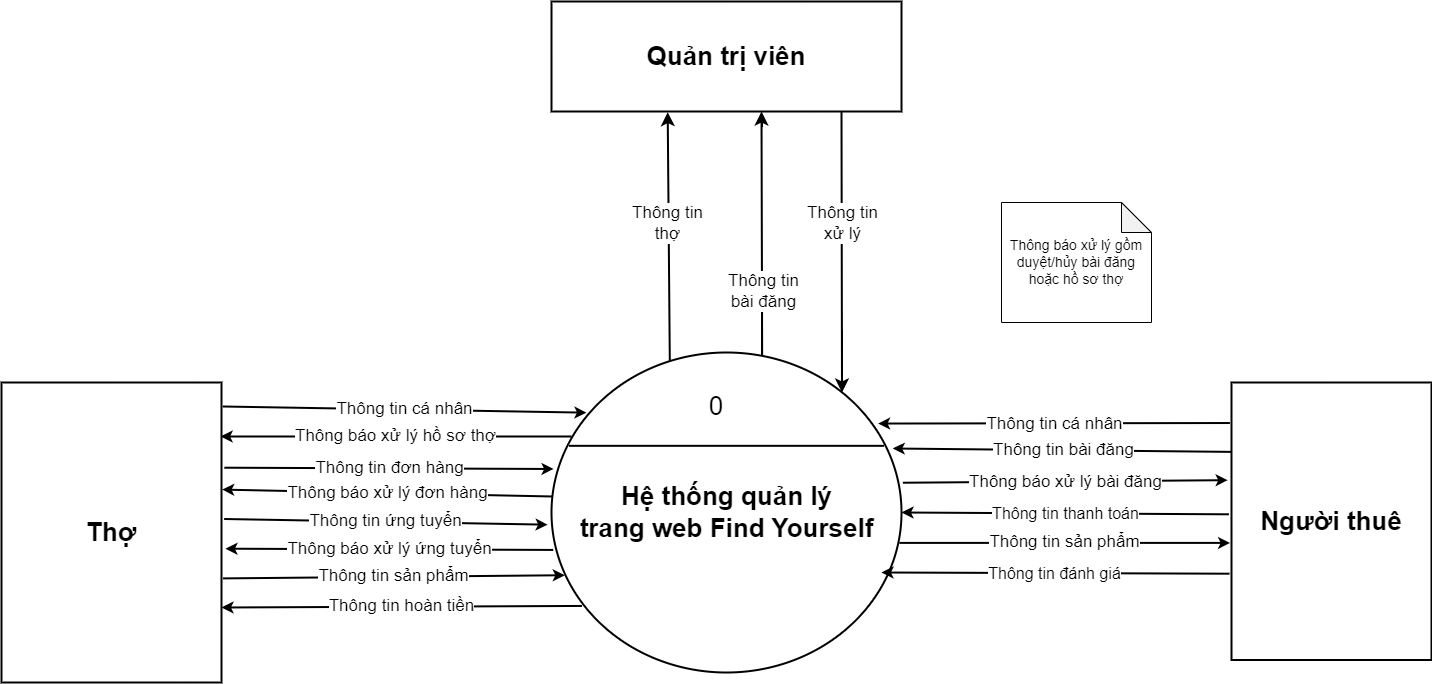 Quản trị viên
Thông tin
thợ
Thông tin
bài đăng
Thông tin
xử lý
Thông báo xử lý gồm
duyệt/hủy bài đăng
hoặc hồ sơ thợ
0
Hệ thống quản lý
trang web Find Yourself
Thợ
Thông tin cá nhân
Thông báo xử lý hồ sơ thợ
Thông tin đơn hàng
Thông báo xử lý đơn hàng
Thông tin ứng tuyển
Thông báo xử lý ứng tuyển
Thông tin sản phẩm
Thông tin hoàn tiền
Thông tin cá nhân
Thông tin bài đăng
Thông báo xử lý bài đăng
Thông tin thanh toán
Thông tin sản phẩm
Thông tin đánh giá
Người thuê